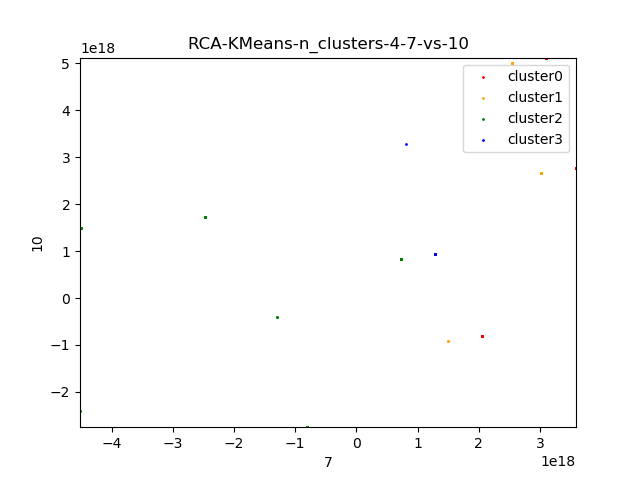 RCA-KMeans-n_clusters-4-7-vs-10
1e18
5
4
3
2
1
0
−1
−2
10
cluster0
cluster1
cluster2
cluster3
−4 −3 −2 −1 0 1 2 3
7
1e18